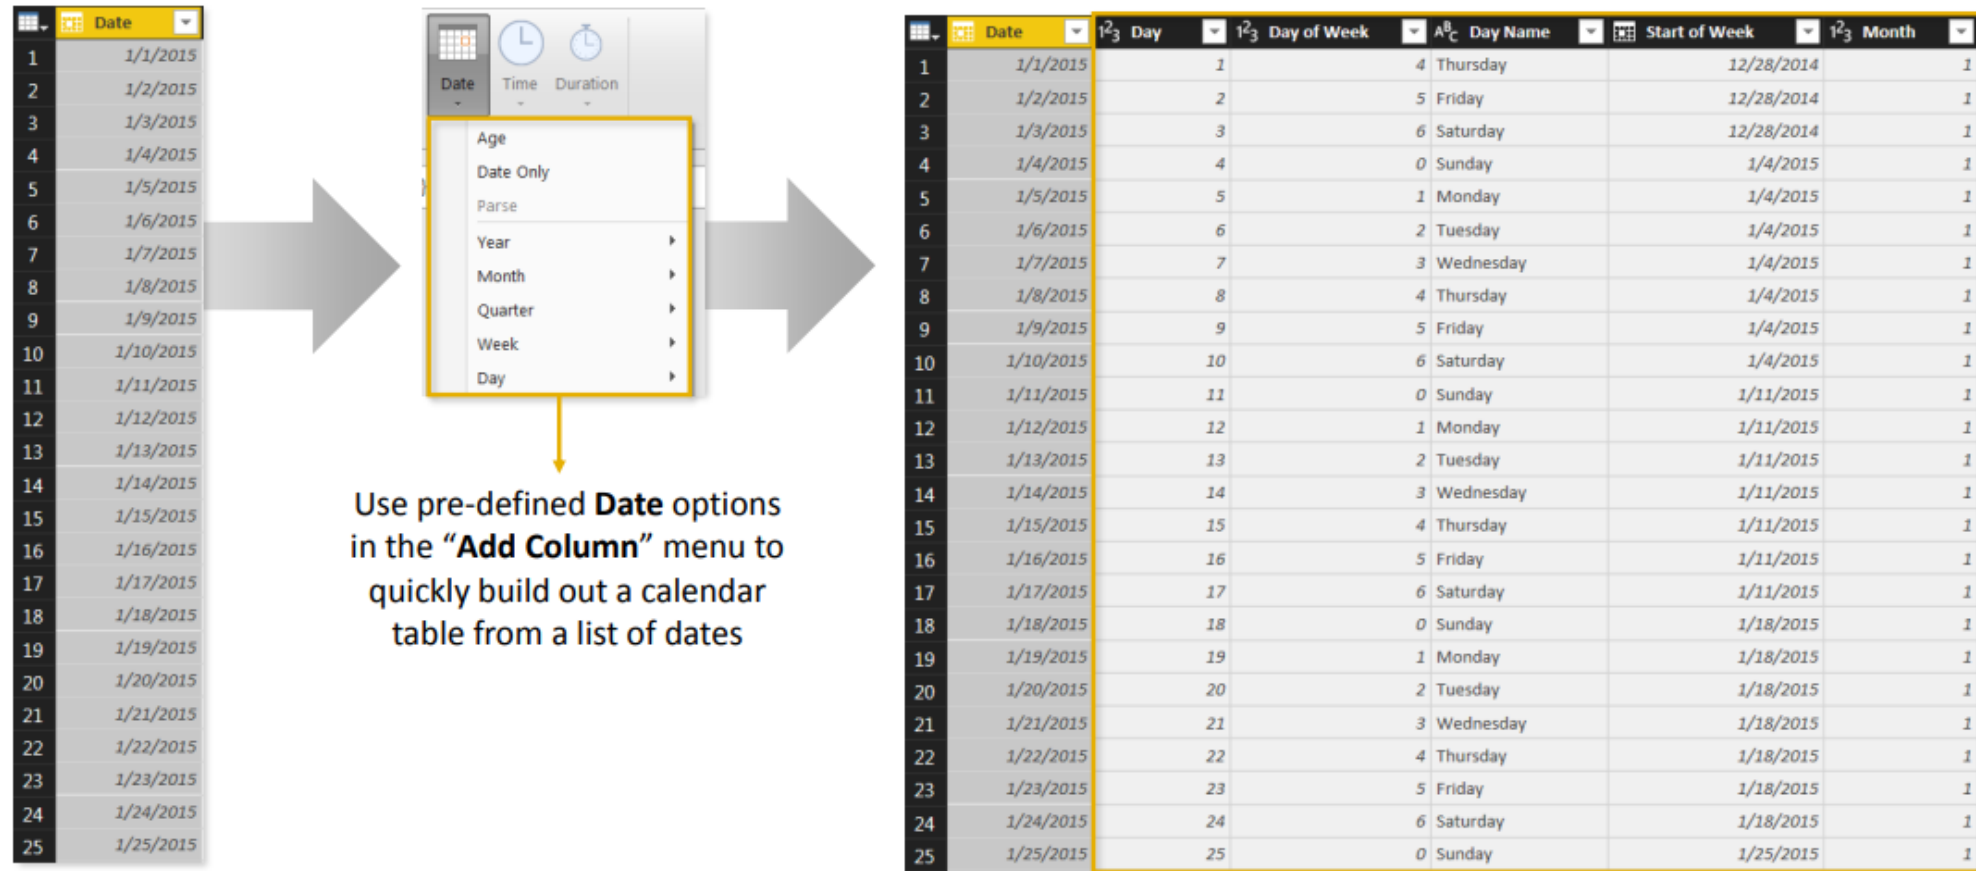 Date
1 1/1/2015
2 1/2/2015
3 1/3/2015
4 1/4/2015
5 1/5/2015
6 1/6/2015
7 1/7/2015
8 1/8/2015
9 1/9/2015
10 1/10/2015
11 1/11/2015
12 1/12/2015
13 1/13/2015
14 1/14/2015
15 1/15/2015
16 1/16/2015
17 1/17/2015
18 1/18/2015
19 1/19/2015
20 1/20/2015
21 1/21/2015
22 1/22/2015
23 1/23/2015
24 1/24/2015
25 1/25/2015
Date Time Duration
Age
Date Only
Parse
Year
Month
Quarter
Week
Day
Use pre-defined Date options
in the “Add Column” menu to
quickly build out a calendar
table from a list of dates
Date 123 Day 123 Day of Week ABC Day Name Start of Week 123 Month
1 1/1/2015 1 4 Thursday 12/28/2014 1
2 1/2/2015 2 5 Friday 12/28/2014 1
3 1/3/2015 3 6 Saturday 12/28/2014 1
4 1/4/2015 4 0 Sunday 1/4/2015 1
5 1/5/2015 5 1 Monday 1/4/2015 1
6 1/6/2015 6 2 Tuesday 1/4/2015 1
7 1/7/2015 7 3 Wednesday 1/4/2015 1
8 1/8/2015 8 4 Thursday 1/4/2015 1
9 1/9/2015 9 5 Friday 1/4/2015 1
10 1/10/2015 10 6 Saturday 1/4/2015 1
11 1/11/2015 11 0 Sunday 1/11/2015 1
12 1/12/2015 12 1 Monday 1/11/2015 1
13 1/13/2015 13 2 Tuesday 1/11/2015 1
14 1/14/2015 14 3 Wednesday 1/11/2015 1
15 1/15/2015 15 4 Thursday 1/11/2015 1
16 1/16/2015 16 5 Friday 1/11/2015 1
17 1/17/2015 17 6 Saturday 1/11/2015 1
18 1/18/2015 18 0 Sunday 1/18/2015 1
19 1/19/2015 19 1 Monday 1/18/2015 1
20 1/20/2015 20 2 Tuesday 1/18/2015 1
21 1/21/2015 21 3 Wednesday 1/18/2015 1
22 1/22/2015 22 4 Thursday 1/18/2015 1
23 1/23/2015 23 5 Friday 1/18/2015 1
24 1/24/2015 24 6 Saturday 1/18/2015 1
25 1/25/2015 25 0 Sunday 1/25/2015 1